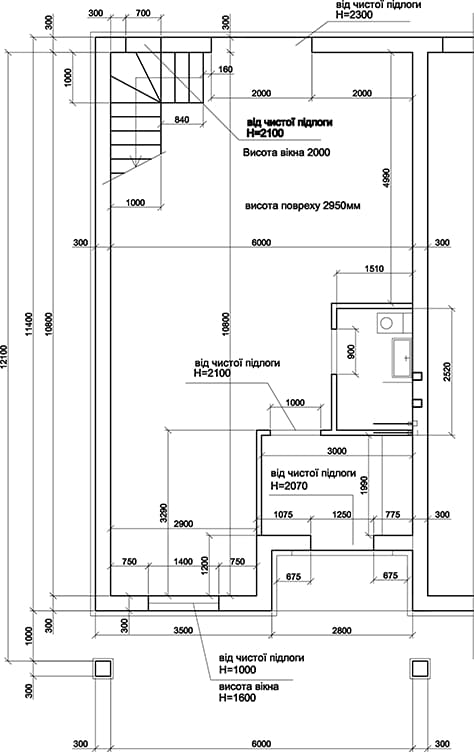 від чистої підлоги
H=2300
300
300 700
160
1000
2000 2000
840
від чистої підлоги
H=2100
Висота вікна 2000
4990
1000
висота повреху 2950мм
300 6000 300
1510
12100
11400
10800
10800
900
2520
від чистої підлоги
H=2100
1000
3000
від чистої підлоги
H=2070
1990
3290
2900
1075 1250 775 300
750 1400 750
1200
675 675
300
300
3500 2800
1000
від чистої підлоги
H=1000
висота вікна
H=1600
300
300 6000 300